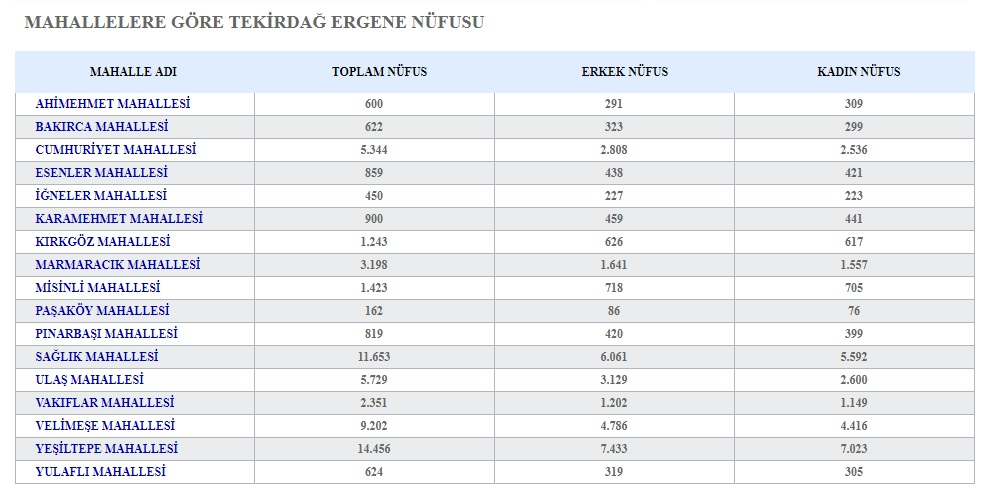 MAHALLELERE GÖRE TEKİRDAĞ ERGENE NÜFUSU
MAHALLE ADI TOPLAM NÜFUS ERKEK NÜFUS KADIN NÜFUS
AHİMEHMET MAHALLESİ 600 291 309
BAKIRCA MAHALLESİ 622 323 299
CUMHURİYET MAHALLESİ 5.344 2.808 2.536
ESENLER MAHALLESİ 859 438 421
İĞNELER MAHALLESİ 450 227 223
KARAMEHMET MAHALLESİ 900 459 441
KIRKGÖZ MAHALLESİ 1.243 626 617
MARMARACIK MAHALLESİ 3.198 1.641 1.557
MİSİNLİ MAHALLESİ 1.423 718 705
PAŞAKÖY MAHALLESİ 162 86 76
PINARBAŞI MAHALLESİ 819 420 399
SAĞLIK MAHALLESİ 11.653 6.061 5.592
ULAŞ MAHALLESİ 5.729 3.129 2.600
VAKIFLAR MAHALLESİ 2.351 1.202 1.149
VELİMEŞE MAHALLESİ 9.202 4.786 4.416
YEŞİLTEPE MAHALLESİ 14.456 7.433 7.023
YULAFLI MAHALLESİ 624 319 305